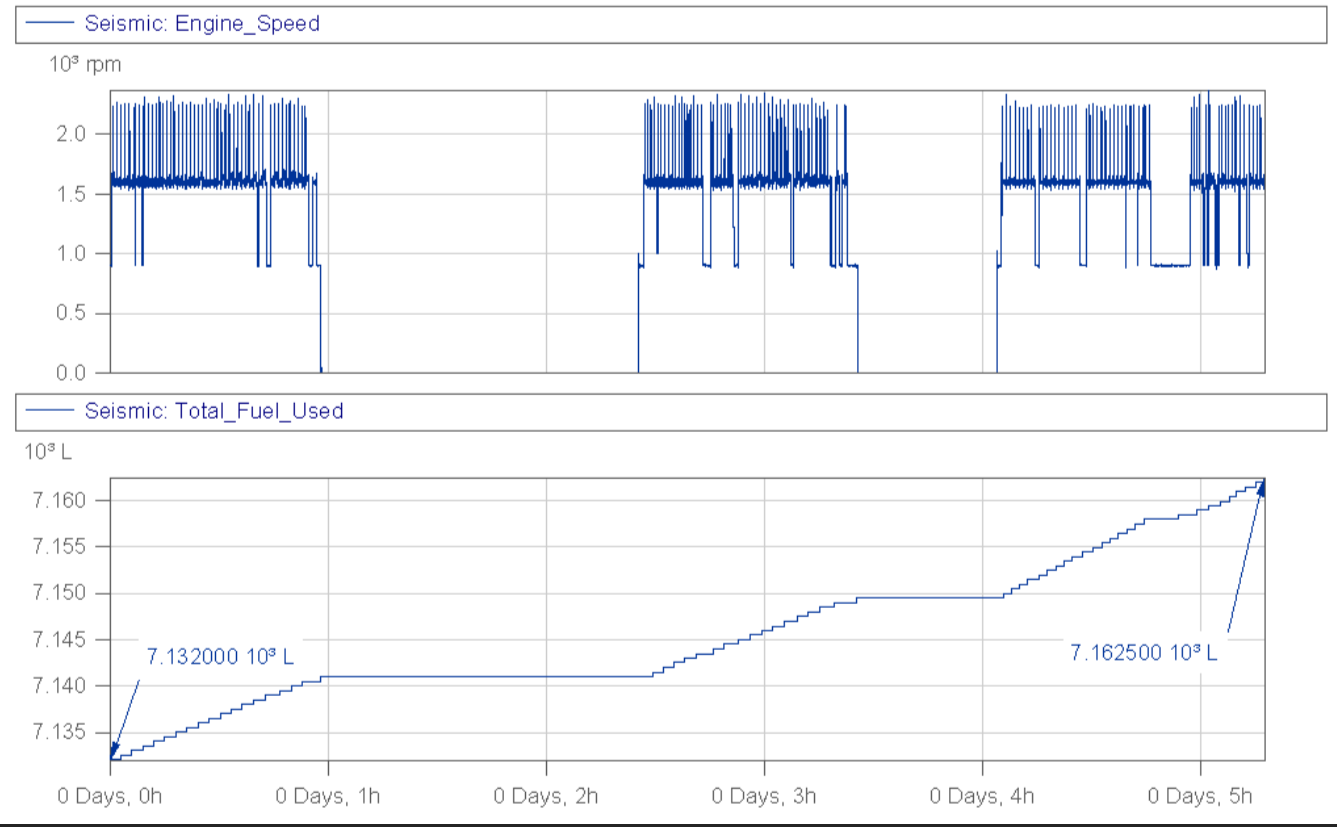 Seismic: Engine_Speed
10³ rpm
2.0
1.5
1.0
0.5
0.0
Seismic: Total_Fuel_Used
10³ L
7.160
7.155
7.150
7.145
7.140
7.135
7.132000 10³ L
7.162500 10³ L
0 Days, 0h
0 Days, 1h
0 Days, 2h
0 Days, 3h
0 Days, 4h
0 Days, 5h